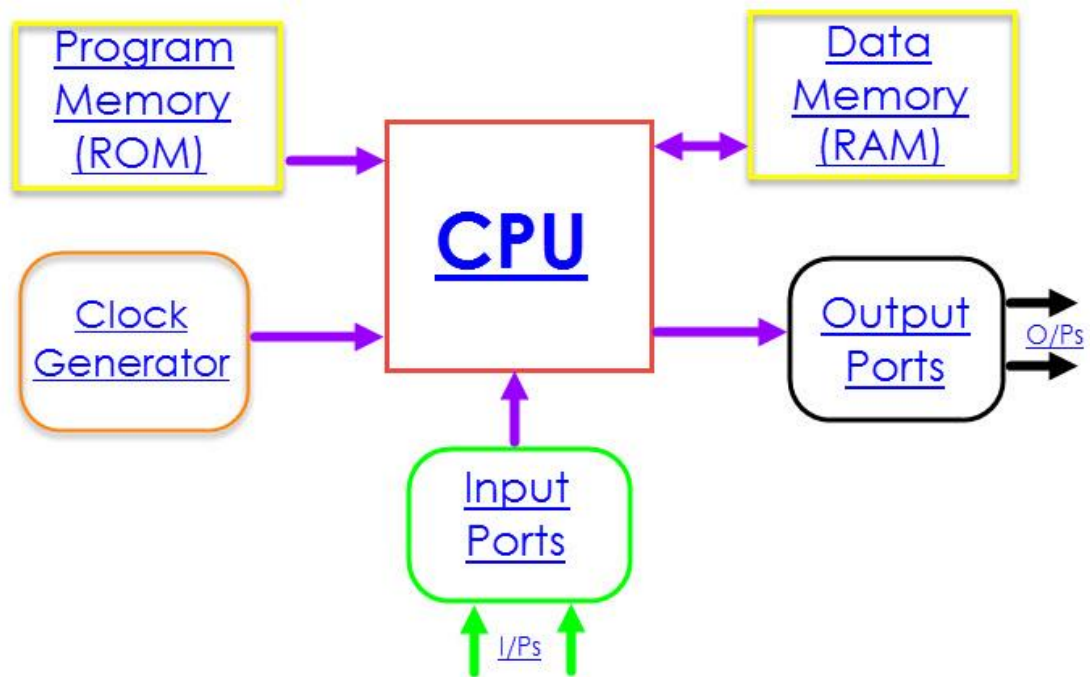 Program
Memory
(ROM)
Data
Memory
(RAM)
CPU
Clock
Generator
Output
Ports
O/Ps
Input
Ports
I/Ps